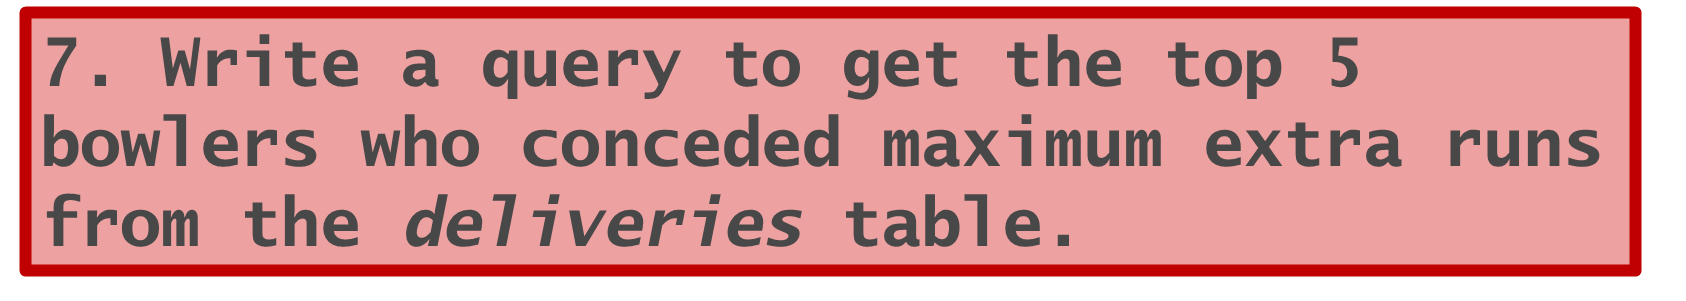 7. Write a query to get the top 5
bowlers who conceded maximum extra runs
from the deliveries table.